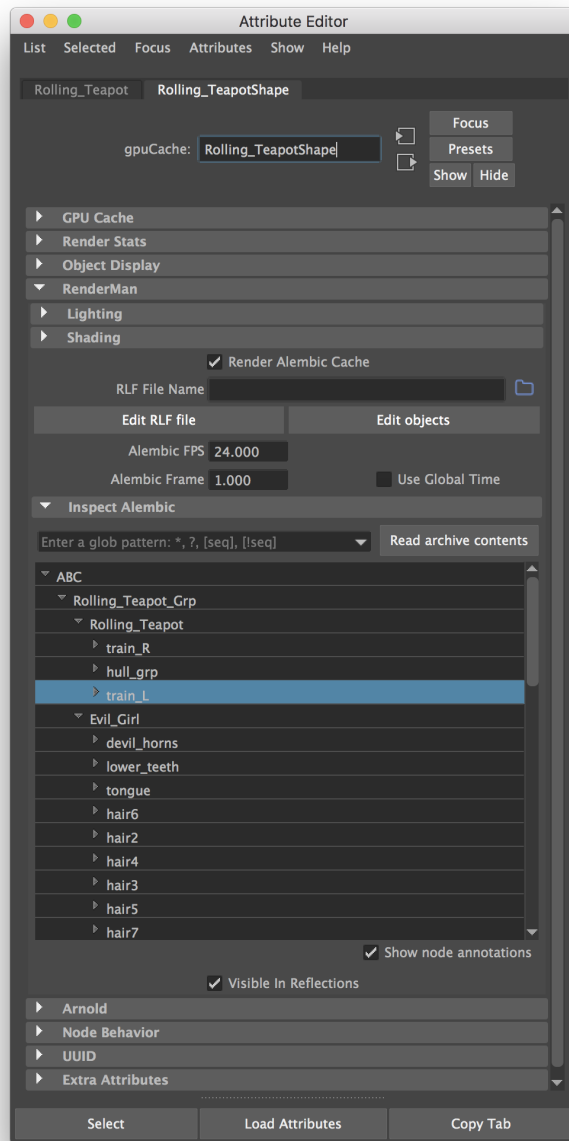 Attribute Editor
List Selected Focus Attributes Show Help
Rolling_Teapot Rolling_TeapotShape
Focus
gpuCache: Rolling_TeapotShape Presets
Show Hide
GPU Cache
Render Stats
Object Display
RenderMan
Lighting
Shading
Render Alembic Cache
RLF File Name
Edit RLF file Edit objects
Alembic FPS 24.000
Alembic Frame 1.000 Use Global Time
Inspect Alembic
Enter a glob pattern: *, ?, [seq], [!seq] Read archive contents
ABC
Rolling_Teapot_Grp
Rolling_Teapot
train_R
hull_grp
train_L
Evil_Girl
devil_horns
lower_teeth
tongue
hair6
hair2
hair4
hair3
hair5
hair7
Show node annotations
Visible In Reflections
Arnold
Node Behavior
UUID
Extra Attributes
Select Load Attributes Copy Tab